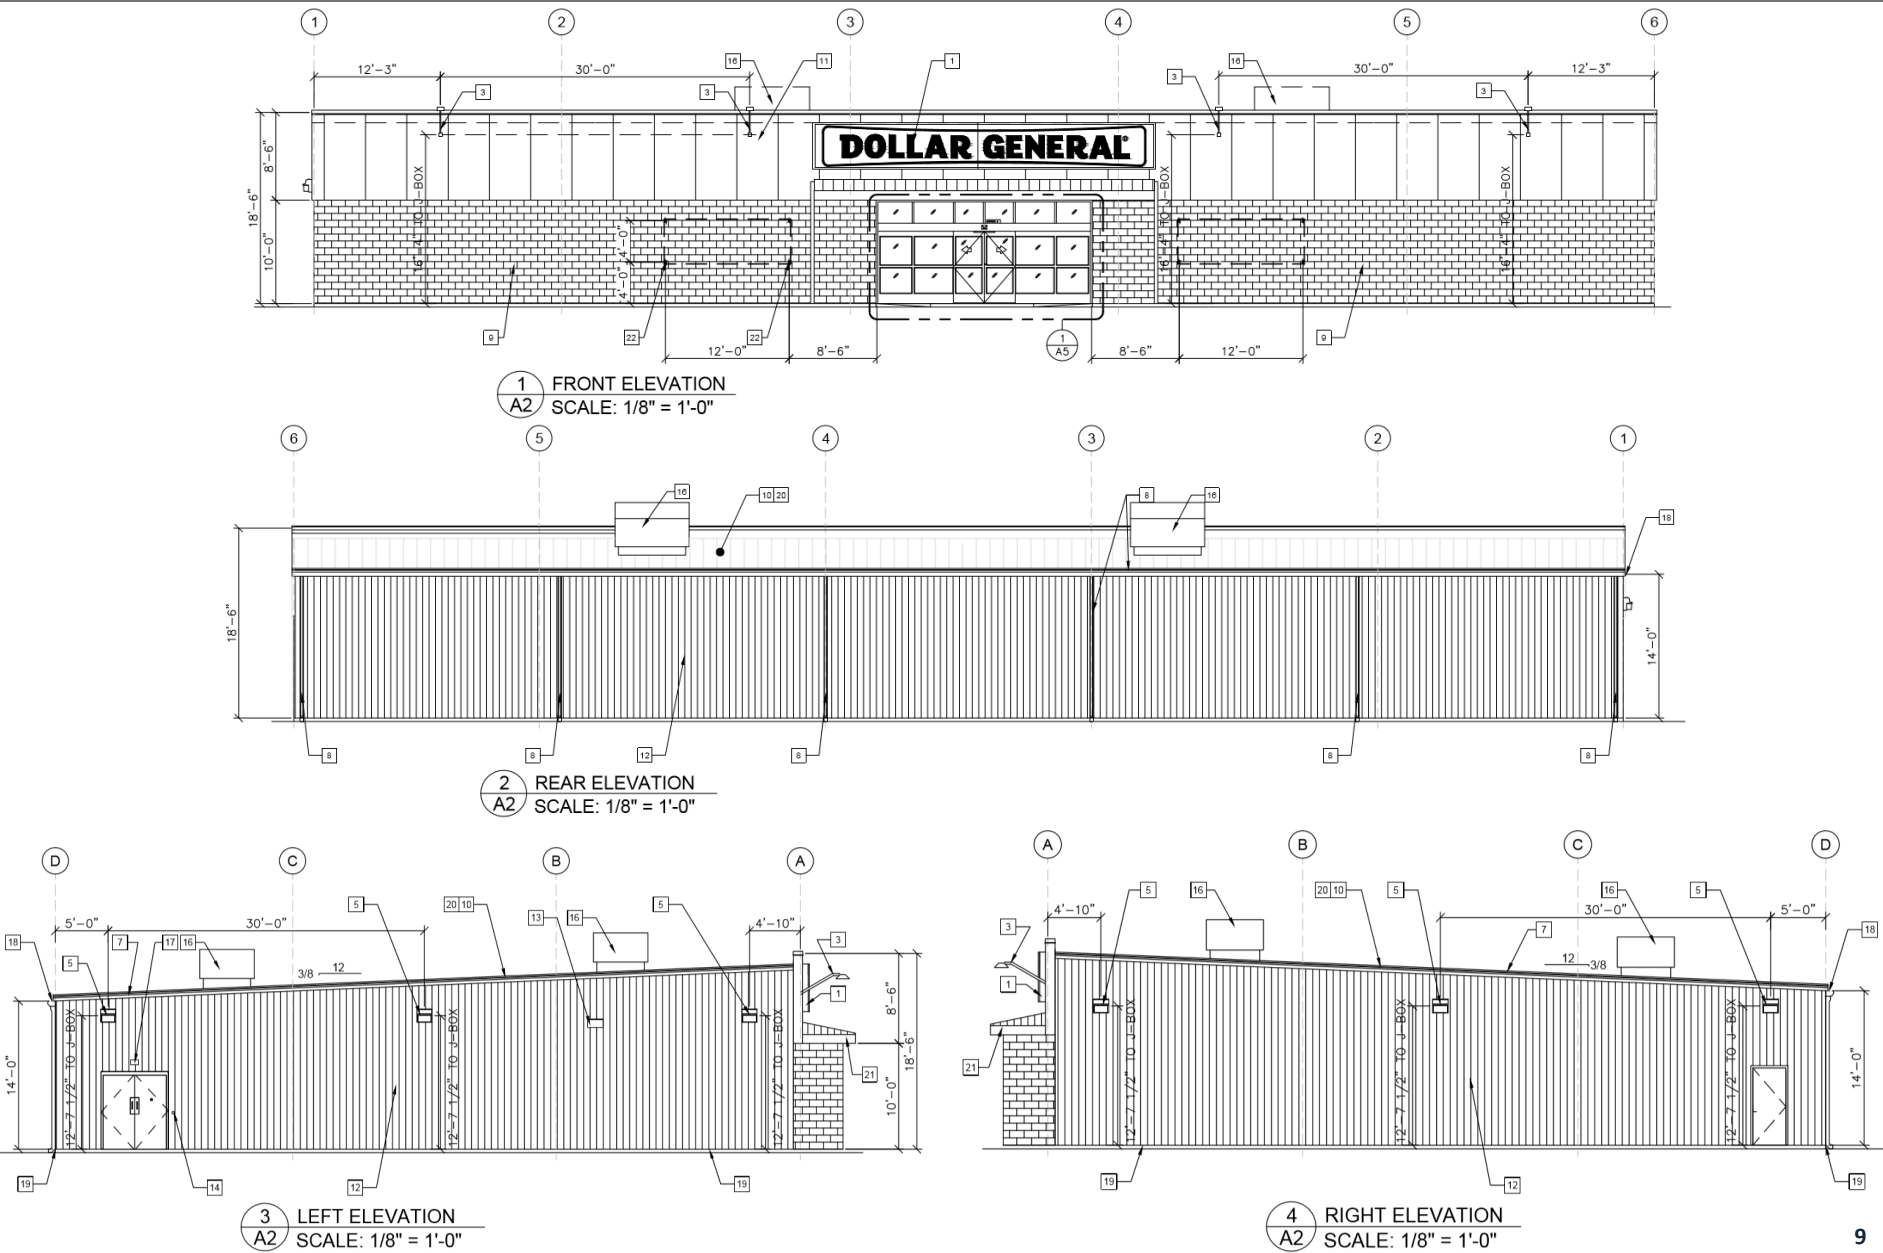 1 2 3 4 5 6
12'-3" 30'-0" 16 11 1 3 16 30'-0" 12'-3"
3 3 3
DOLLAR GENERAL®
8'-6"
18'-6"
10'-0"
16'-4" TO J-BOX
4'-0"
4'-0"
16'-4" TO J-BOX
16'-4" TO J-BOX
9 22 22 1 9
A5
12'-0" 8'-6" 8'-6" 12'-0"
1 FRONT ELEVATION
A2 SCALE: 1/8" = 1'-0"
6 5 4 3 2 1
16 10 20 8 16 18
18'-6"
14'-0"
8 8 12 8 8 8
2 REAR ELEVATION
A2 SCALE: 1/8" = 1'-0"
D C B A
5'-0" 30'-0" 5 20 10 13 16 5 4'-10"
18 7 17 16 3
5 3/8 12 1
14'-0"
12'-7 1/2" TO J-BOX
12'-7 1/2" TO J-BOX
12'-7 1/2" TO J-BOX
8'-6"
18'-6"
10'-0"
21
19 14 12 19
3 LEFT ELEVATION
A2 SCALE: 1/8" = 1'-0"
A B C D
4'-10" 5 16 20 10 5 30'-0" 16 5 5'-0"
3 7 18
1 12 3/8
21
12'-7 1/2" TO J-BOX
12'-7 1/2" TO J-BOX
12'-7 1/2" TO J-BOX
14'-0"
19 12 19
4 RIGHT ELEVATION
A2 SCALE: 1/8" = 1'-0"
9